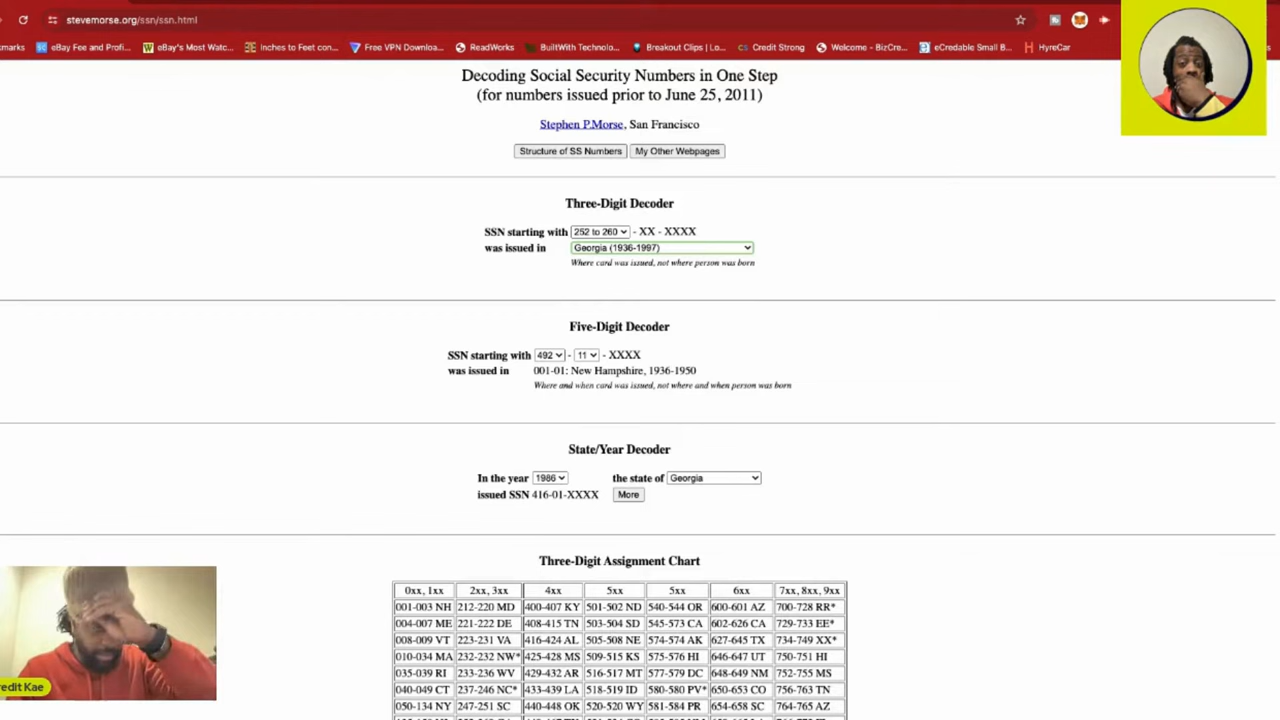 stevemorse.org/ssn/ssn.html
marks eBay Fee and Profi... eBay's Most Watc... Inches to Feet con... Free VPN Downloa... ReadWorks BuiltWith Technolo... Breakout Clips | Lo... CS Credit Strong Welcome - BizCre... eCredable Small B... HyreCar
Decoding Social Security Numbers in One Step
(for numbers issued prior to June 25, 2011)
Stephen P.Morse, San Francisco
Structure of SS Numbers My Other Webpages
Three-Digit Decoder
SSN starting with 252 to 260 - XX - XXXX
was issued in Georgia (1936-1997)
Where card was issued, not where person was born
Five-Digit Decoder
SSN starting with 492 - 11 - XXXX
was issued in 001-01: New Hampshire, 1936-1950
Where and when card was issued, not where and when person was born
State/Year Decoder
In the year 1986 the state of Georgia
issued SSN 416-01-XXXX More
Three-Digit Assignment Chart
0xx, 1xx 2xx, 3xx 4xx 5xx 5xx 6xx 7xx, 8xx, 9xx
001-003 NH 212-220 MD 400-407 KY 501-502 ND 540-544 OR 600-601 AZ 700-728 RR*
004-007 ME 221-222 DE 408-415 TN 503-504 SD 545-573 CA 602-626 CA 729-733 EE*
008-009 VT 223-231 VA 416-424 AL 505-508 NE 574-574 AK 627-645 TX 734-749 XX*
010-034 MA 232-232 NW* 425-428 MS 509-515 KS 575-576 HI 646-647 UT 750-751 HI
035-039 RI 233-236 WV 429-432 AR 516-517 MT 577-579 DC 648-649 NM 752-755 MS
040-049 CT 237-246 NC* 433-439 LA 518-519 ID 580-580 PV* 650-653 CO 756-763 TN
050-134 NY 247-251 SC 440-448 OK 520-520 WY 581-584 PR 654-658 SC 764-765 AZ
redit Kae